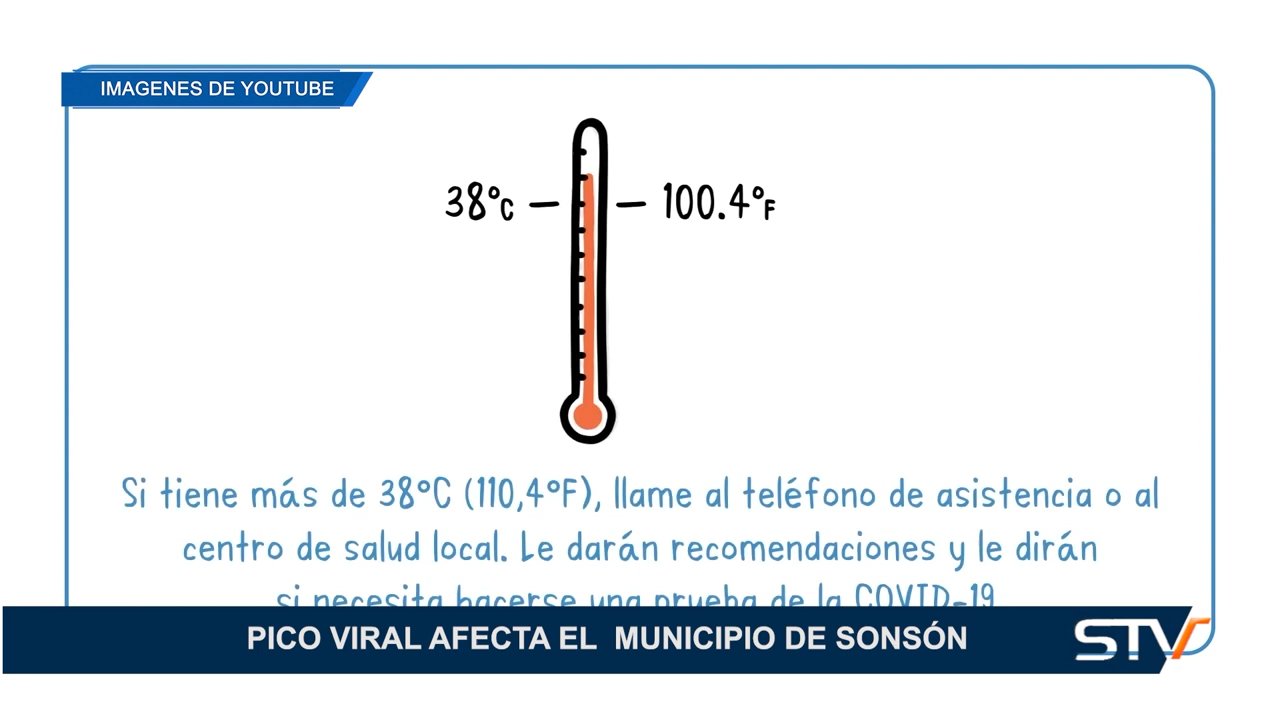 IMAGENES DE YOUTUBE
38°C — — 100.4°F
Si tiene más de 38°C (110,4°F), llame al teléfono de asistencia o al
centro de salud local. Le darán recomendaciones y le dirán
si necesita hacerse una prueba de la COVID-19
PICO VIRAL AFECTA EL MUNICIPIO DE SONSÓN
STV